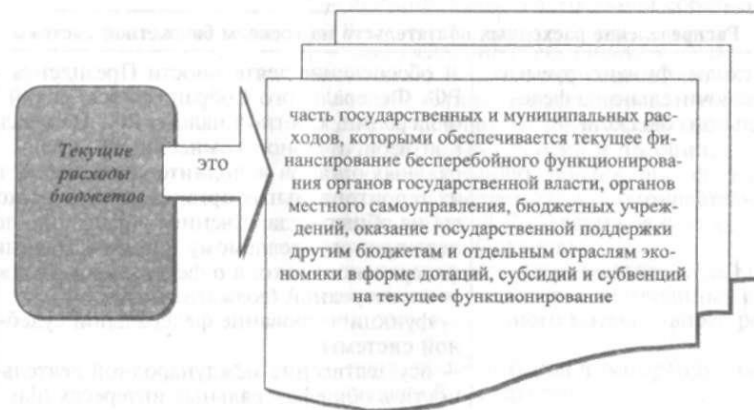 Текущие
расходы
бюджетов
это
часть государственных и муниципальных рас-
ходов, которыми обеспечивается текущее фи-
нансирование бесперебойного функционирова-
ния органов государственной власти, органов
местного самоуправления, бюджетных учреж-
дений, оказание государственной поддержки
другим бюджетам и отдельным отраслям эко-
номики в форме дотаций, субсидий и субвенций
на текущее функционирование